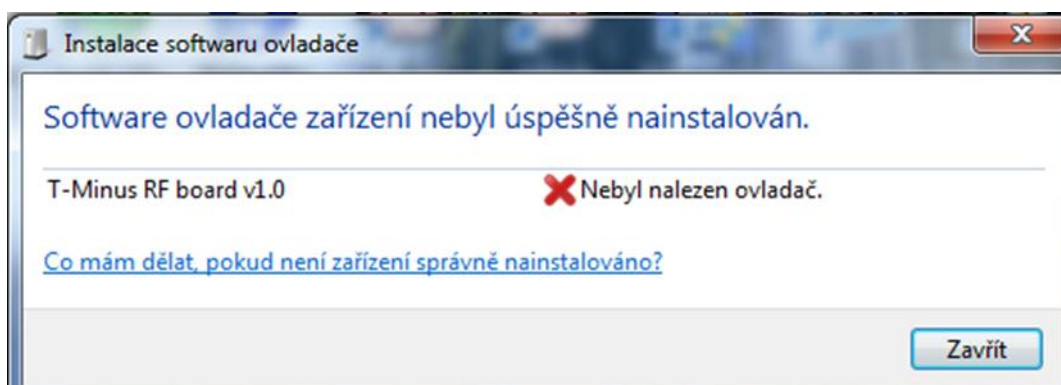 Instalace softwaru ovladače
Software ovladače zařízení nebyl úspěšně nainstalován.
T-Minus RF board v1.0 Nebyl nalezen ovladač.
Co mám dělat, pokud není zařízení správně nainstalováno?
Zavřít